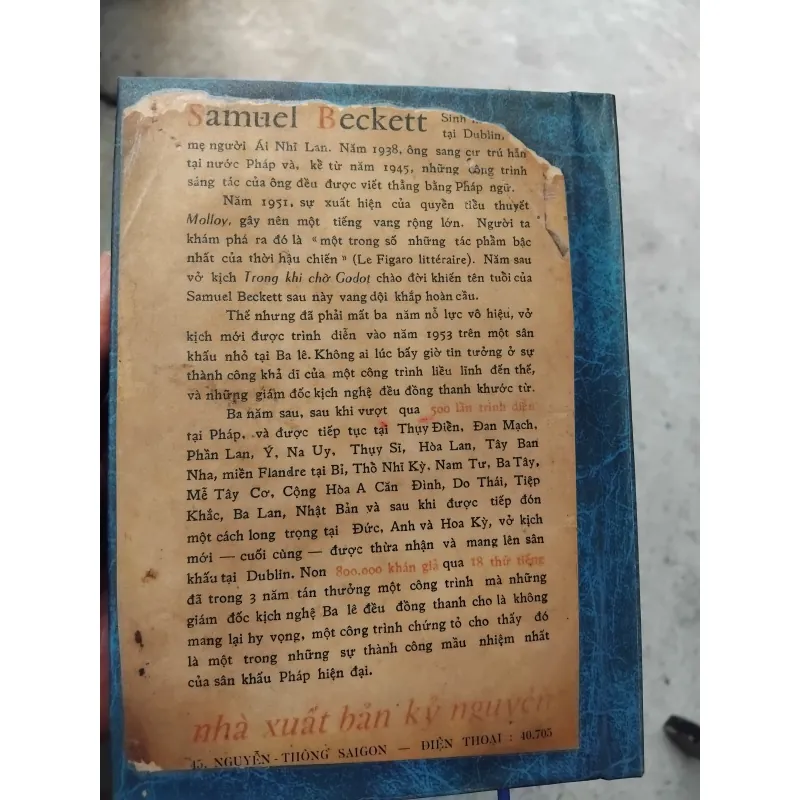 Samuel Beckett Sinh
tại Dublin,
mẹ người Ái Nhĩ Lan. Năm 1938, ông sang cư trú hẳn
tại nước Pháp và, kể từ năm 1945, những công trình
sáng tác của ông đều được viết thẳng bằng Pháp ngữ.
Năm 1951, sự xuất hiện của quyển tiểu thuyết
Molloy, gây nên một tiếng vang rộng lớn. Người ta
khám phá ra đó là « một trong số những tác phẩm bậc
nhất của thời hậu chiến » (Le Figaro littéraire). Năm sau
vở kịch Trong khi chờ Godot chào đời khiến tên tuổi của
Samuel Beckett sau này vang dội khắp hoàn cầu.
Thế nhưng đã phải mất ba năm nỗ lực vô hiệu, vở
kịch mới được trình diễn vào năm 1953 trên một sân
khấu nhỏ tại Ba lê. Không ai lúc bấy giờ tin tưởng ở sự
thành công khả dĩ của một công trình liều lĩnh đến thế,
và những giám đốc kịch nghệ đều đồng thanh khước từ.
Ba năm sau, sau khi vượt qua 500 lần trình diễn
tại Pháp, và được tiếp tục tại Thụy Điển, Đan Mạch,
Phần Lan, Ý, Na Uy, Thụy Sĩ, Hòa Lan, Tây Ban
Nha, miền Flandre tại Bỉ, Thổ Nhĩ Kỳ, Nam Tư, Ba Tây,
Mễ Tây Cơ, Cộng Hòa A Căn Đình, Do Thái, Tiệp
Khắc, Ba Lan, Nhật Bản và sau khi được tiếp đón
một cách long trọng tại Đức, Anh và Hoa Kỳ, vở kịch
mới — cuối cùng — được thừa nhận và mang lên sân
khấu tại Dublin. Non 800.000 khán giả qua 18 thứ tiếng
đã trong 3 năm tán thưởng một công trình mà những
giám đốc kịch nghệ Ba lê đều đồng thanh cho là không
mang lại hy vọng, một công trình chứng tỏ cho thấy đó
là một trong những sự thành công mầu nhiệm nhất
của sân khấu Pháp hiện đại.
nhà xuất bản kỷ nguyên
45, NGUYỄN - THÔNG SAIGON — ĐIỆN THOẠI : 40.705